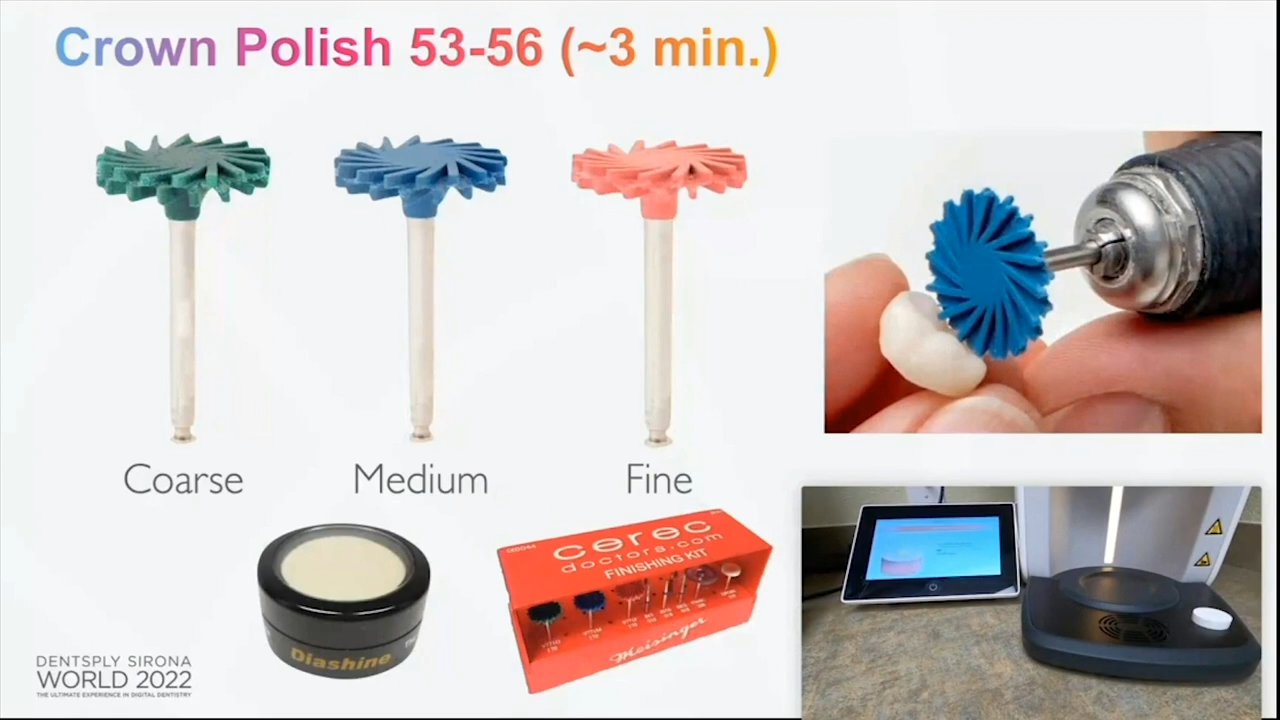 Crown Polish 53-56 (~3 min.)
Coarse
Medium
Fine
cerec
doctors.com
FINISHING KIT
Meisinger
Diashine
DENTSPLY SIRONA
WORLD 2022
THE ULTIMATE EXPERIENCE IN DIGITAL DENTISTRY